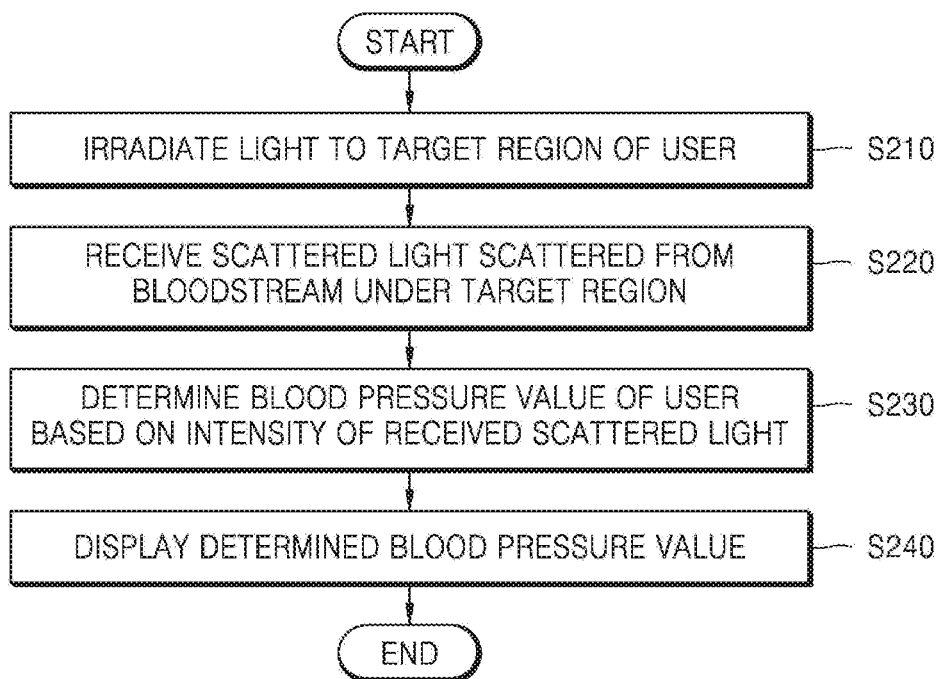 START
IRRADIATE LIGHT TO TARGET REGION OF USER
S210
RECEIVE SCATTERED LIGHT SCATTERED FROM
BLOODSTREAM UNDER TARGET REGION
S220
DETERMINE BLOOD PRESSURE VALUE OF USER
BASED ON INTENSITY OF RECEIVED SCATTERED LIGHT
S230
DISPLAY DETERMINED BLOOD PRESSURE VALUE
S240
END